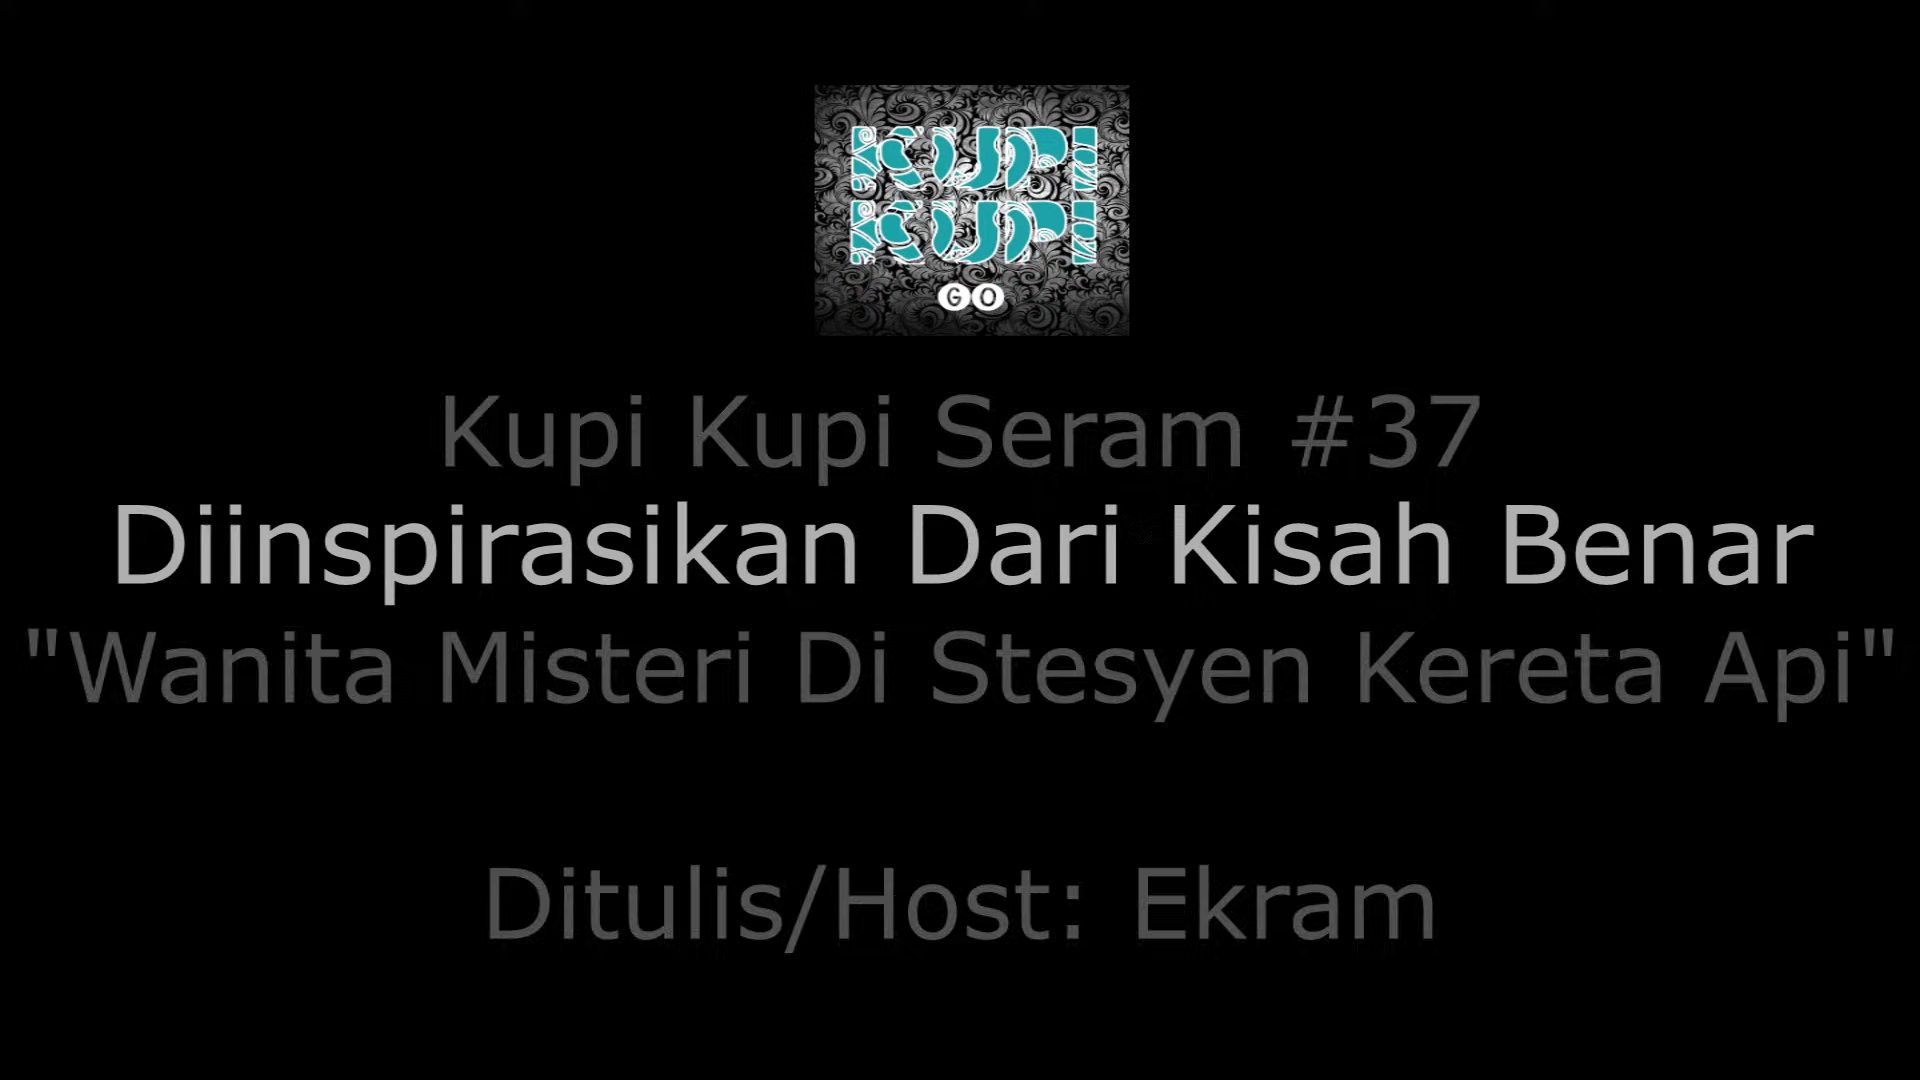 KUPI
KUPI
GO
Kupi Kupi Seram #37
Diinspirasikan Dari Kisah Benar
"Wanita Misteri Di Stesyen Kereta Api"
Ditulis/Host: Ekram